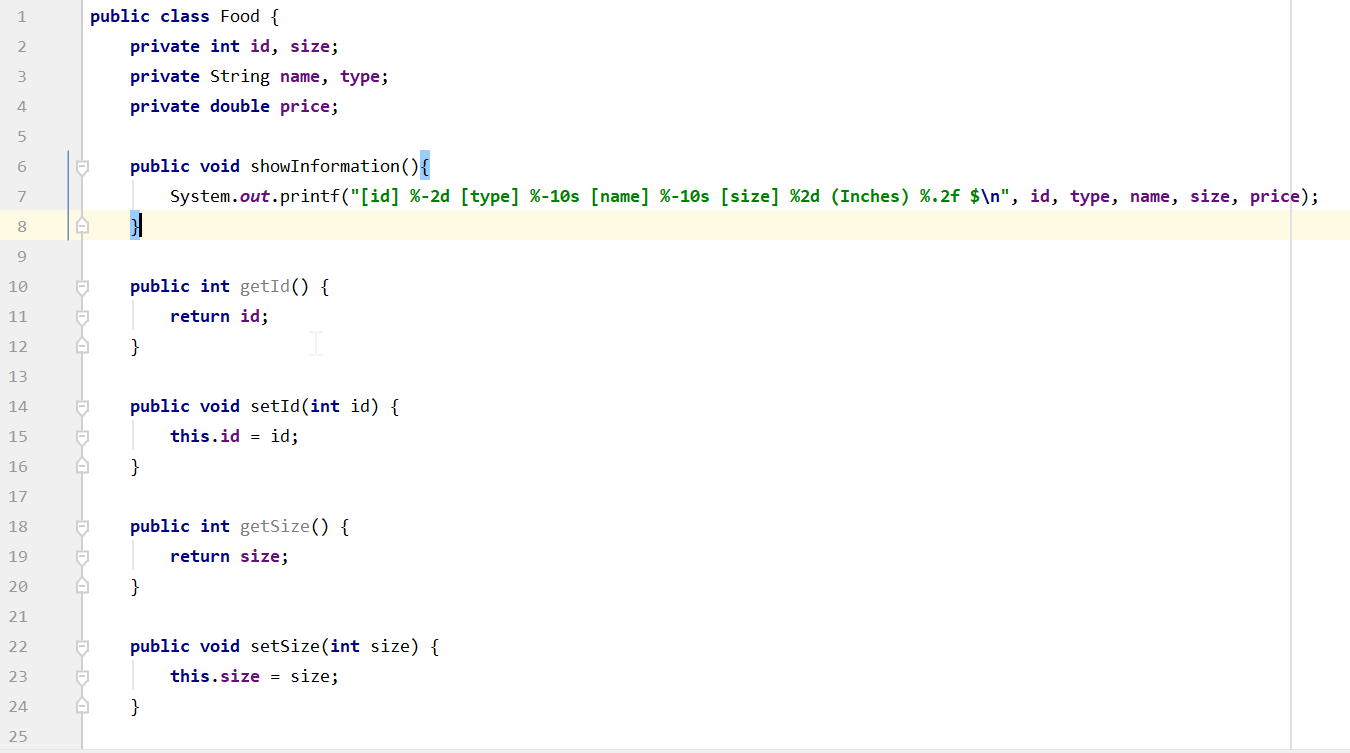 1 public class Food {
2 private int id, size;
3 private String name, type;
4 private double price;
5
6 public void showInformation(){
7 System.out.printf("[id] %-2d [type] %-10s [name] %-10s [size] %2d (Inches) %.2f $\n", id, type, name, size, price);
8 }
9
10 public int getId() {
11 return id;
12 }
13
14 public void setId(int id) {
15 this.id = id;
16 }
17
18 public int getSize() {
19 return size;
20 }
21
22 public void setSize(int size) {
23 this.size = size;
24 }
25